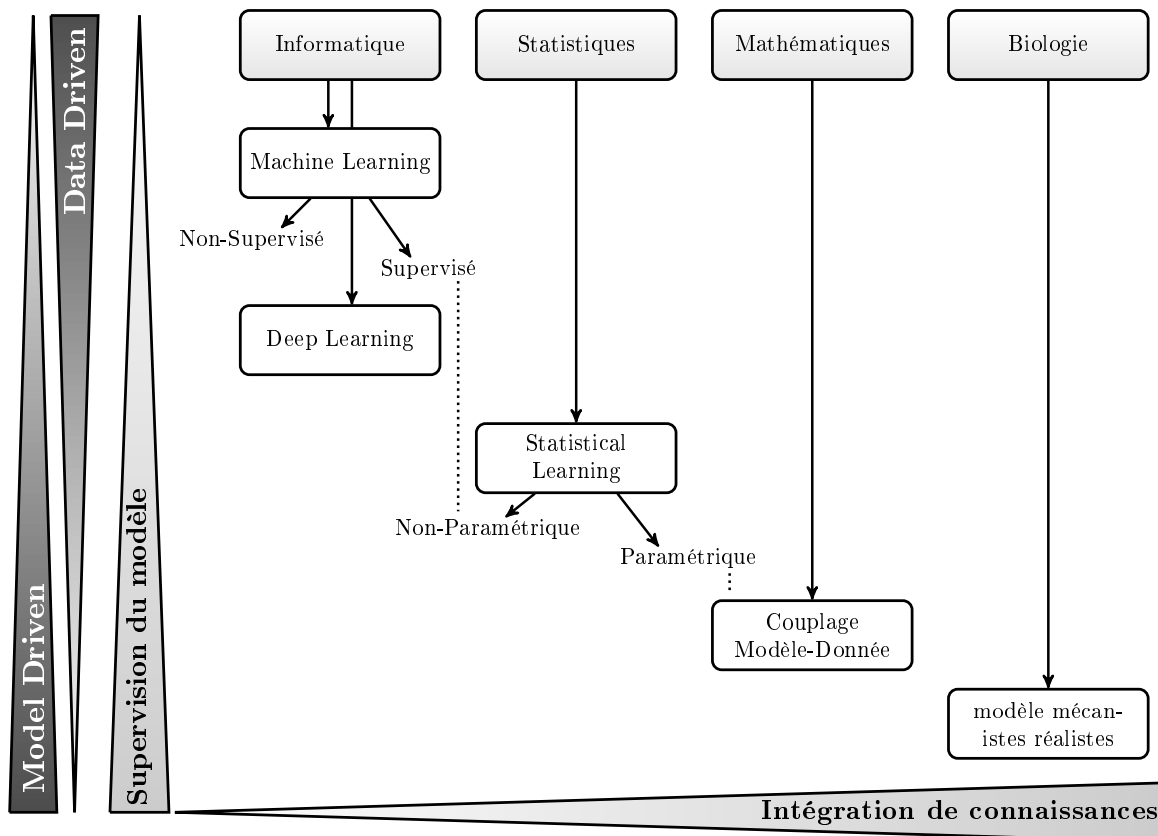 Informatique
Statistiques
Mathématiques
Biologie
Data Driven
Machine Learning
Non-Supervisé
Supervisé
Deep Learning
Statistical
Learning
Non-Paramétrique
Paramétrique
Couplage
Modèle-Donnée
modèle mécan-
istes réalistes
Model Driven
Supervision du modèle
Intégration de connaissances